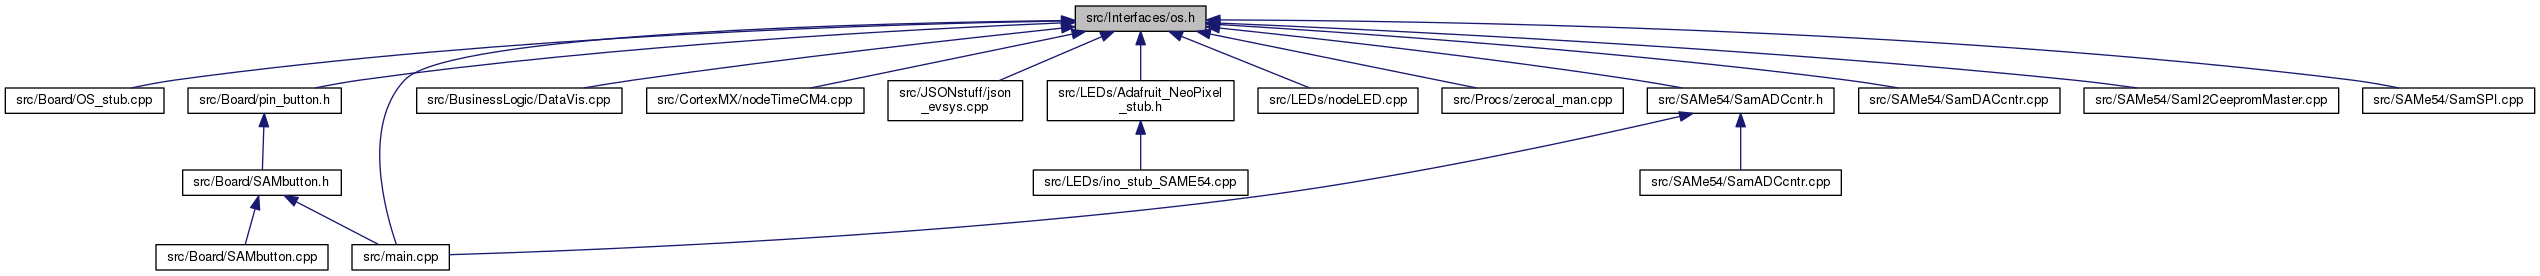 src/Interfaces/os.h
src/Board/OS_stub.cpp
src/Board/pin_button.h
src/BusinessLogic/DataVis.cpp
src/CortexMX/nodeTimeCM4.cpp
src/JSONstuff/json
_evsys.cpp
src/LEDs/Adafruit_NeoPixel
_stub.h
src/LEDs/nodeLED.cpp
src/Procs/zerocal_man.cpp
src/SAMe54/SamADCcntr.h
src/SAMe54/SamDACcntr.cpp
src/SAMe54/SamI2CeepromMaster.cpp
src/SAMe54/SamSPI.cpp
src/Board/SAMbutton.h
src/LEDs/ino_stub_SAME54.cpp
src/SAMe54/SamADCcntr.cpp
src/Board/SAMbutton.cpp
src/main.cpp